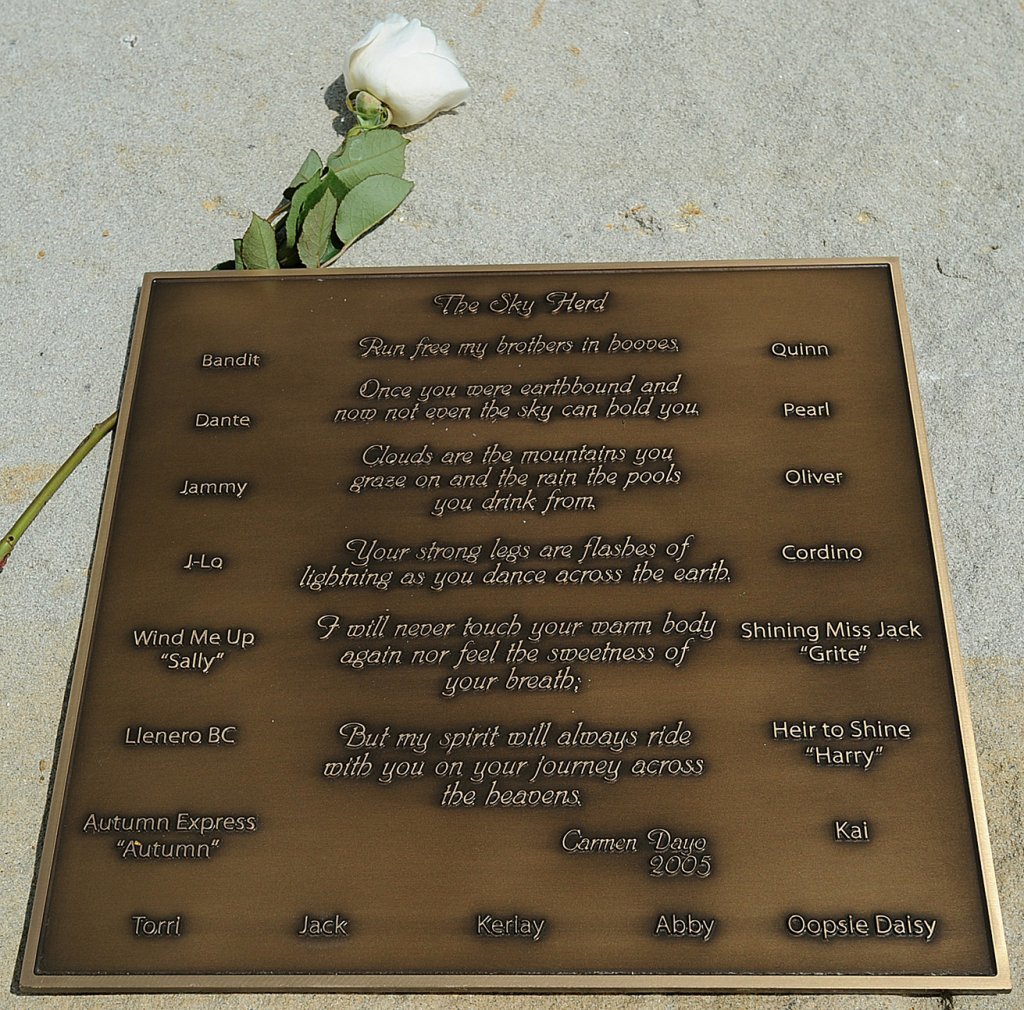 The Sky Herd
Run free my brothers in hooves.
Once you were earthbound and
now not even the sky can hold you.
Clouds are the mountains you
graze on and the rain the pools
you drink from.
Your strong legs are flashes of
lightning as you dance across the earth.
I will never touch your warm body
again nor feel the sweetness of
your breath;
But my spirit will always ride
with you on your journey across
the heavens.
Carmen Dayo
2005
Bandit
Dante
Jammy
J-Lo
Wind Me Up
"Sally"
Llenero BC
Autumn Express
"Autumn"
Quinn
Pearl
Oliver
Cordino
Shining Miss Jack
"Grite"
Heir to Shine
"Harry"
Kai
Torri
Jack
Kerlay
Abby
Oopsie Daisy